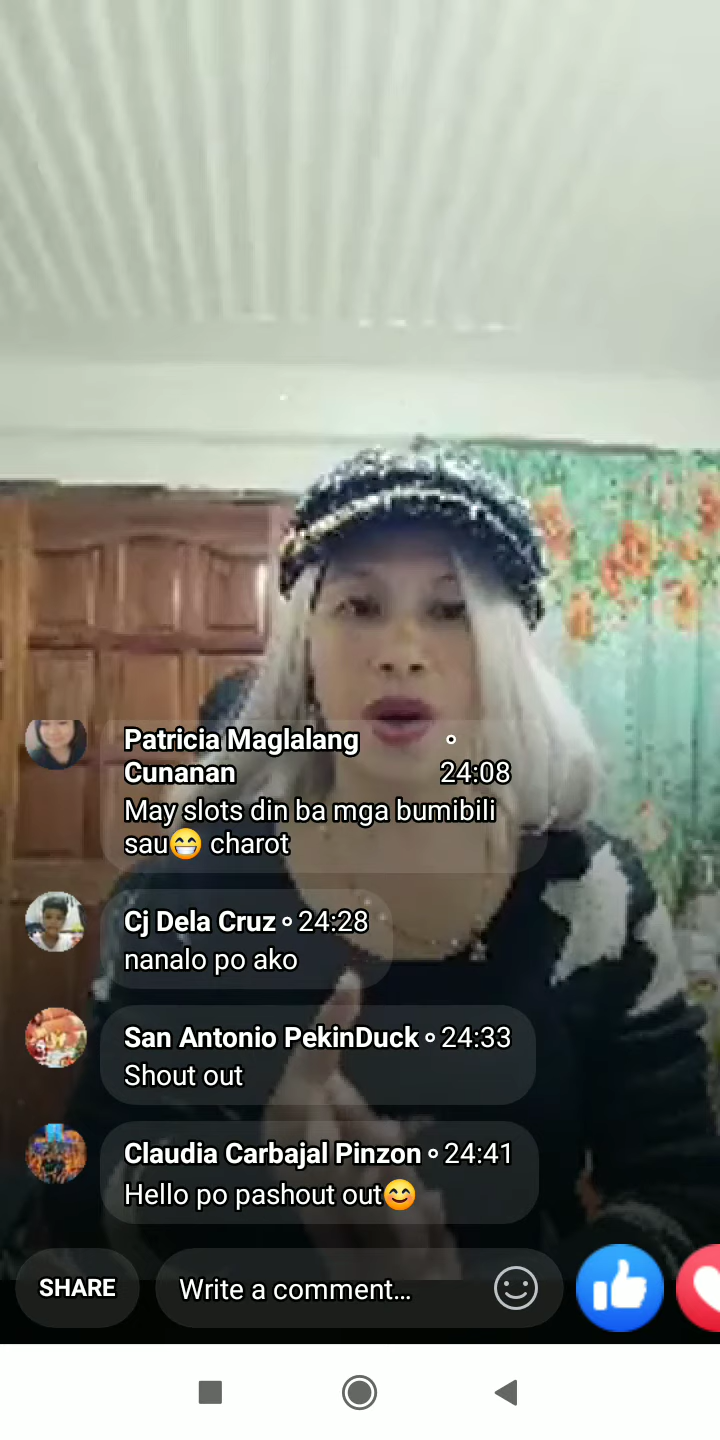 Patricia Maglalang Cunanan ◦ 24:08
May slots din ba mga bumibili
sau😁 charot
Cj Dela Cruz ◦ 24:28
nanalo po ako
San Antonio PekinDuck ◦ 24:33
Shout out
Claudia Carbajal Pinzon ◦ 24:41
Hello po pashout out😊
SHARE
Write a comment...